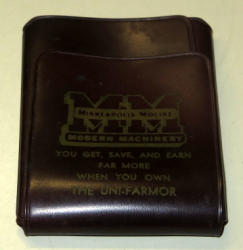 MM
MINNEAPOLIS MOLINE
MODERN MACHINERY
YOU GET, SAVE, AND EARN
FAR MORE
WHEN YOU OWN
THE UNI-FARMOR